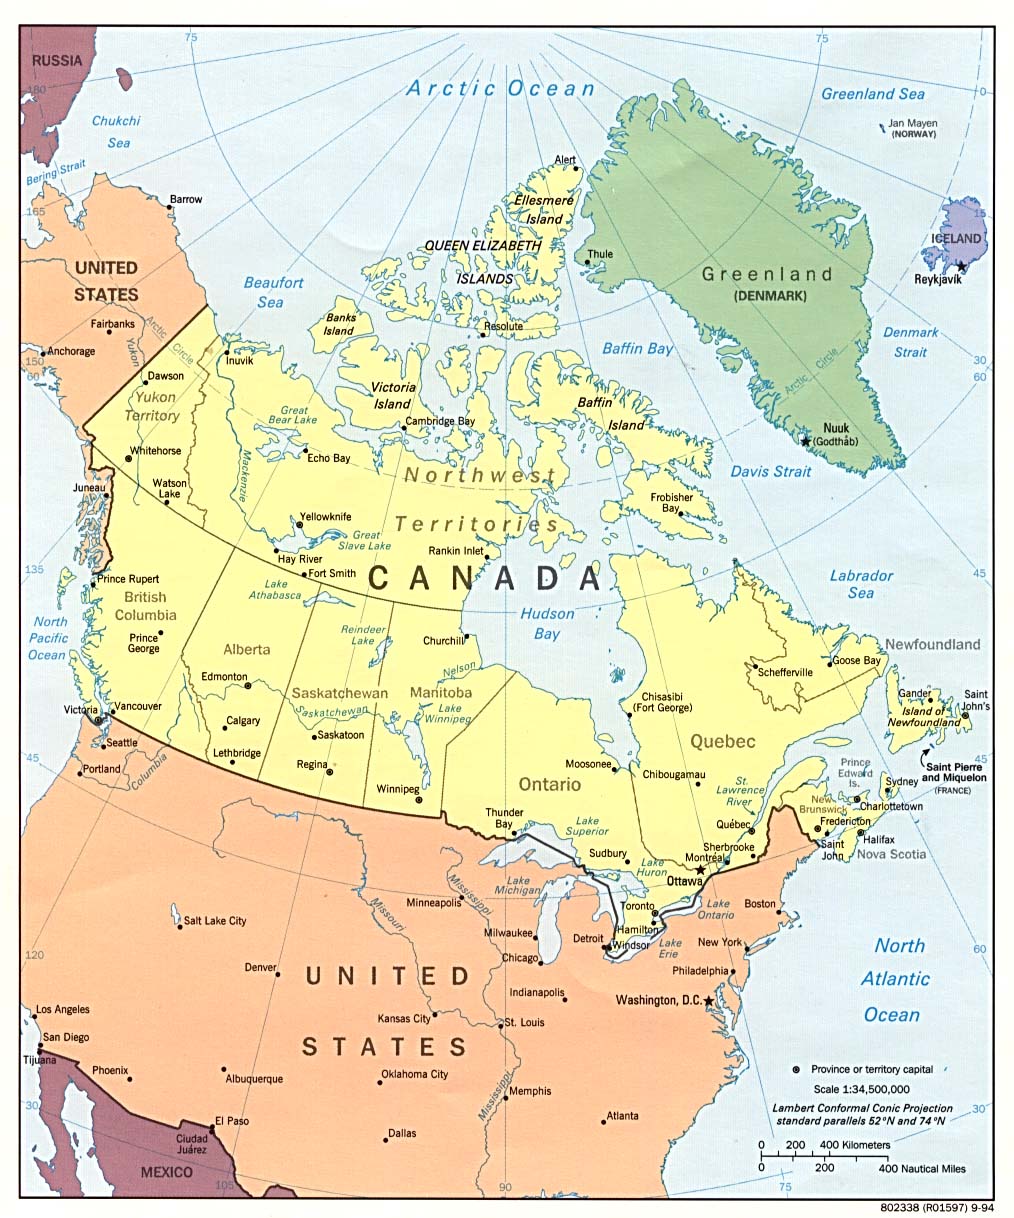 RUSSIA
75
75
Arctic Ocean
Greenland Sea
180
0
Chukchi
Sea
Jan Mayen
(NORWAY)
Bering Strait
Alert
Barrow
165
15
Ellesmere
Island
ICELAND
QUEEN ELIZABETH
ISLANDS
Thule
Reykjavík
UNITED
STATES
Greenland
(DENMARK)
Beaufort
Sea
Banks
Island
Resolute
Fairbanks
Arctic
Circle
Yukon
Denmark
Strait
Baffin Bay
Anchorage
150
60
Inuvik
30
60
Arctic Circle
Dawson
Yukon
Territory
Victoria
Island
Baffin
Island
Great
Bear Lake
Cambridge Bay
Nuuk
(Godthåb)
Whitehorse
Echo Bay
Mackenzie
Northwest
Davis Strait
Juneau
Watson
Lake
Frobisher
Bay
Yellowknife
Territories
Great
Slave Lake
Rankin Inlet
Hay River
Fort Smith
CANADA
135
45
Prince Rupert
Lake
Athabasca
Labrador
Sea
British
Columbia
Hudson
Bay
North
Pacific
Ocean
Prince
George
Reindeer
Lake
Churchill
Newfoundland
Alberta
Goose Bay
Nelson
Schefferville
Edmonton
Saskatchewan
Manitoba
Chisasibi
(Fort George)
Gander
Saint
John's
Victoria
Vancouver
Saskatchewan
Lake
Winnipeg
Island of
Newfoundland
Calgary
Saskatoon
Seattle
Quebec
45
45
Lethbridge
Regina
Moosonee
Prince
Edward
Is.
Saint Pierre
and Miquelon
(FRANCE)
Portland
Columbia
Chibougamau
Sydney
Winnipeg
Ontario
St.
Lawrence
River
New
Brunswick
Charlottetown
Thunder
Bay
Lake
Superior
Québec
Fredericton
Halifax
Sherbrooke
Saint
John
Nova Scotia
Sudbury
Lake
Huron
Montréal
Ottawa
Lake
Michigan
Mississippi
Minneapolis
Missouri
Toronto
Lake
Ontario
Boston
Salt Lake City
Hamilton
Milwaukee
Detroit
Windsor
Lake
Erie
New York
North
Atlantic
Ocean
60
120
Chicago
Denver
UNITED
Philadelphia
Indianapolis
Washington, D.C.
Los Angeles
Kansas City
St. Louis
San Diego
STATES
Tijuana
Phoenix
Albuquerque
Oklahoma City
Province or territory capital
Mississippi
Memphis
Scale 1:34,500,000
30
Lambert Conformal Conic Projection
standard parallels 52°N and 74°N
30
El Paso
Atlanta
Ciudad
Juárez
Dallas
0 200 400 Kilometers
MEXICO
0 200 400 Nautical Miles
105
90
75
802338 (R01597) 9-94